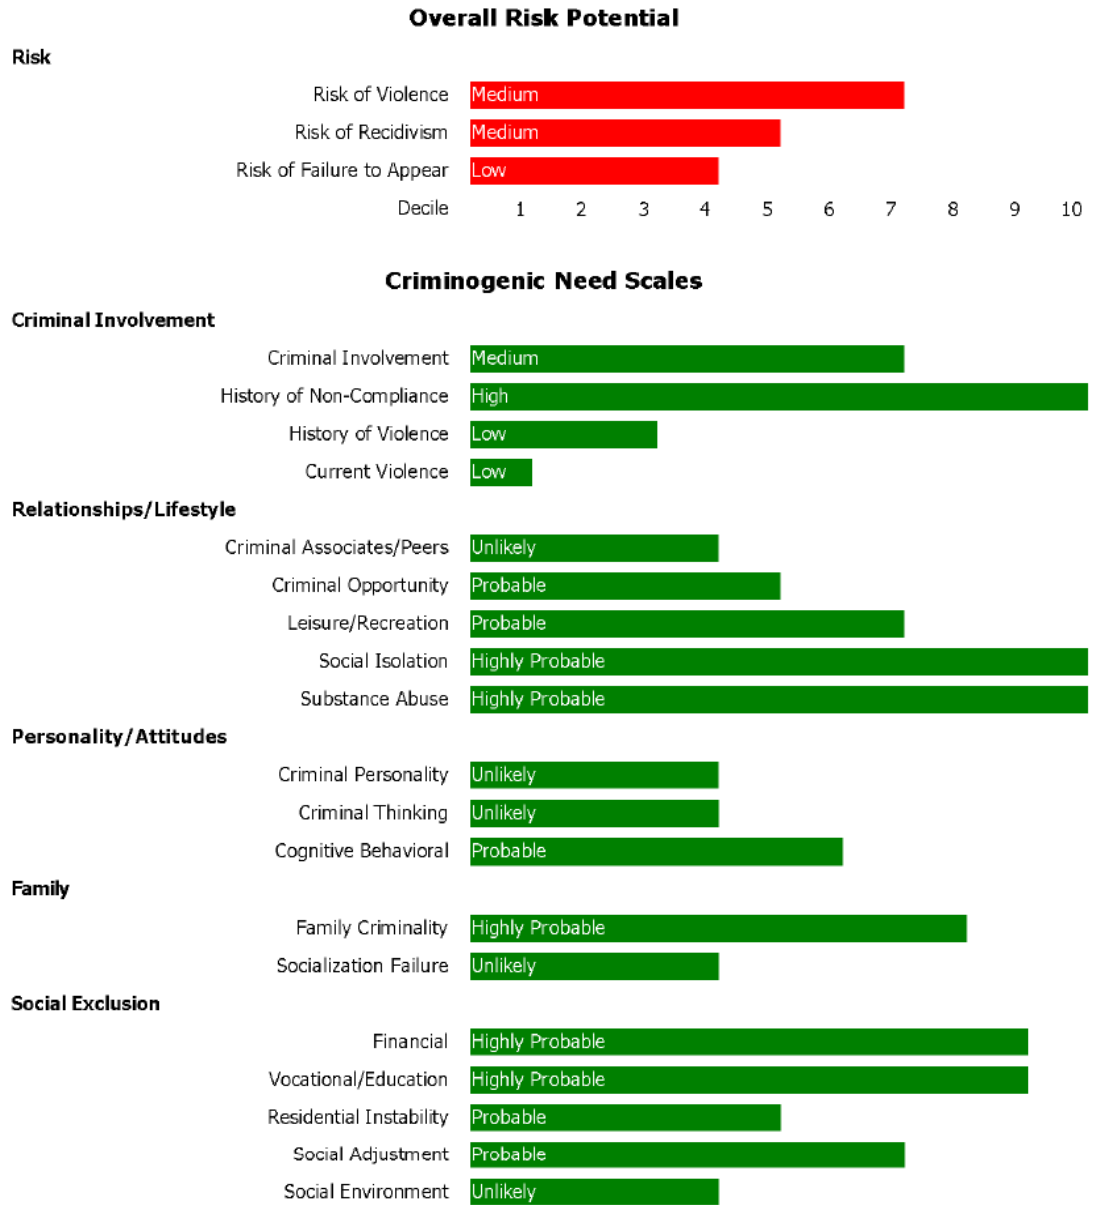 Overall Risk Potential
Risk
Risk of Violence Medium
Risk of Recidivism Medium
Risk of Failure to Appear Low
Decile 1 2 3 4 5 6 7 8 9 10
Criminogenic Need Scales
Criminal Involvement
Criminal Involvement Medium
History of Non-Compliance High
History of Violence Low
Current Violence Low
Relationships/Lifestyle
Criminal Associates/Peers Unlikely
Criminal Opportunity Probable
Leisure/Recreation Probable
Social Isolation Highly Probable
Substance Abuse Highly Probable
Personality/Attitudes
Criminal Personality Unlikely
Criminal Thinking Unlikely
Cognitive Behavioral Probable
Family
Family Criminality Highly Probable
Socialization Failure Unlikely
Social Exclusion
Financial Highly Probable
Vocational/Education Highly Probable
Residential Instability Probable
Social Adjustment Probable
Social Environment Unlikely